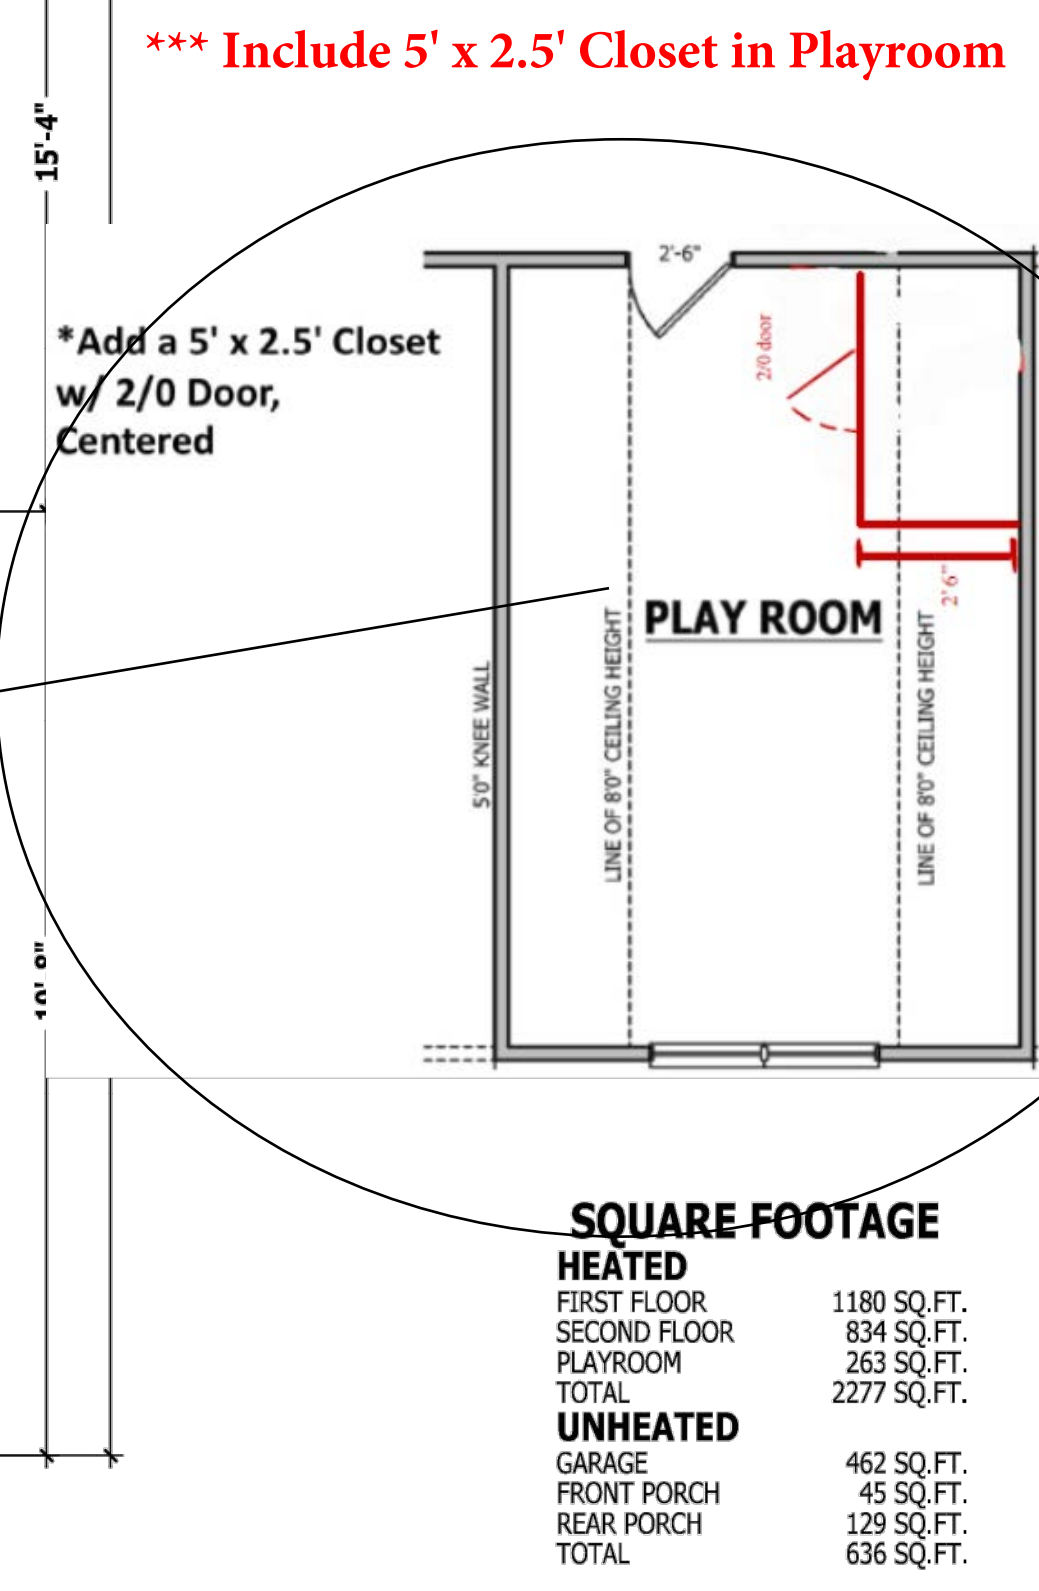 *** Include 5' x 2.5' Closet in Playroom
15'-4"
2'-6"
*Add a 5' x 2.5' Closet
w/ 2/0 Door,
Centered
2/0 door
2' 6"
PLAY ROOM
5'0" KNEE WALL
LINE OF 8'0" CEILING HEIGHT
LINE OF 8'0" CEILING HEIGHT
SQUARE FOOTAGE
HEATED
FIRST FLOOR 1180 SQ.FT.
SECOND FLOOR 834 SQ.FT.
PLAYROOM 263 SQ.FT.
TOTAL 2277 SQ.FT.
UNHEATED
GARAGE 462 SQ.FT.
FRONT PORCH 45 SQ.FT.
REAR PORCH 129 SQ.FT.
TOTAL 636 SQ.FT.